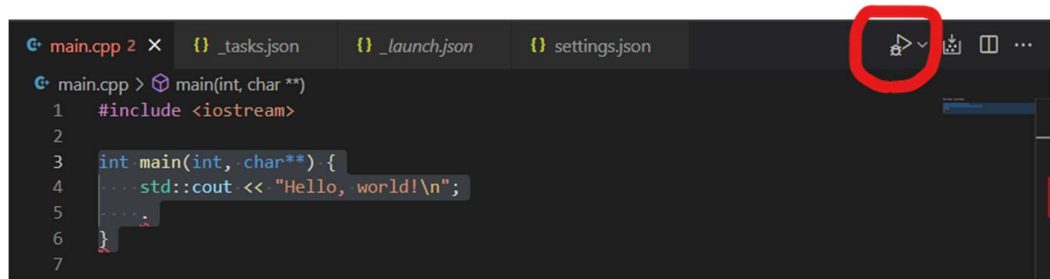 main.cpp 2 _tasks.json _launch.json settings.json
main.cpp > main(int, char **)
1 #include <iostream>
2
3 int main(int, char**) {
4 std::cout << "Hello, world!\n";
5 .
6 }
7